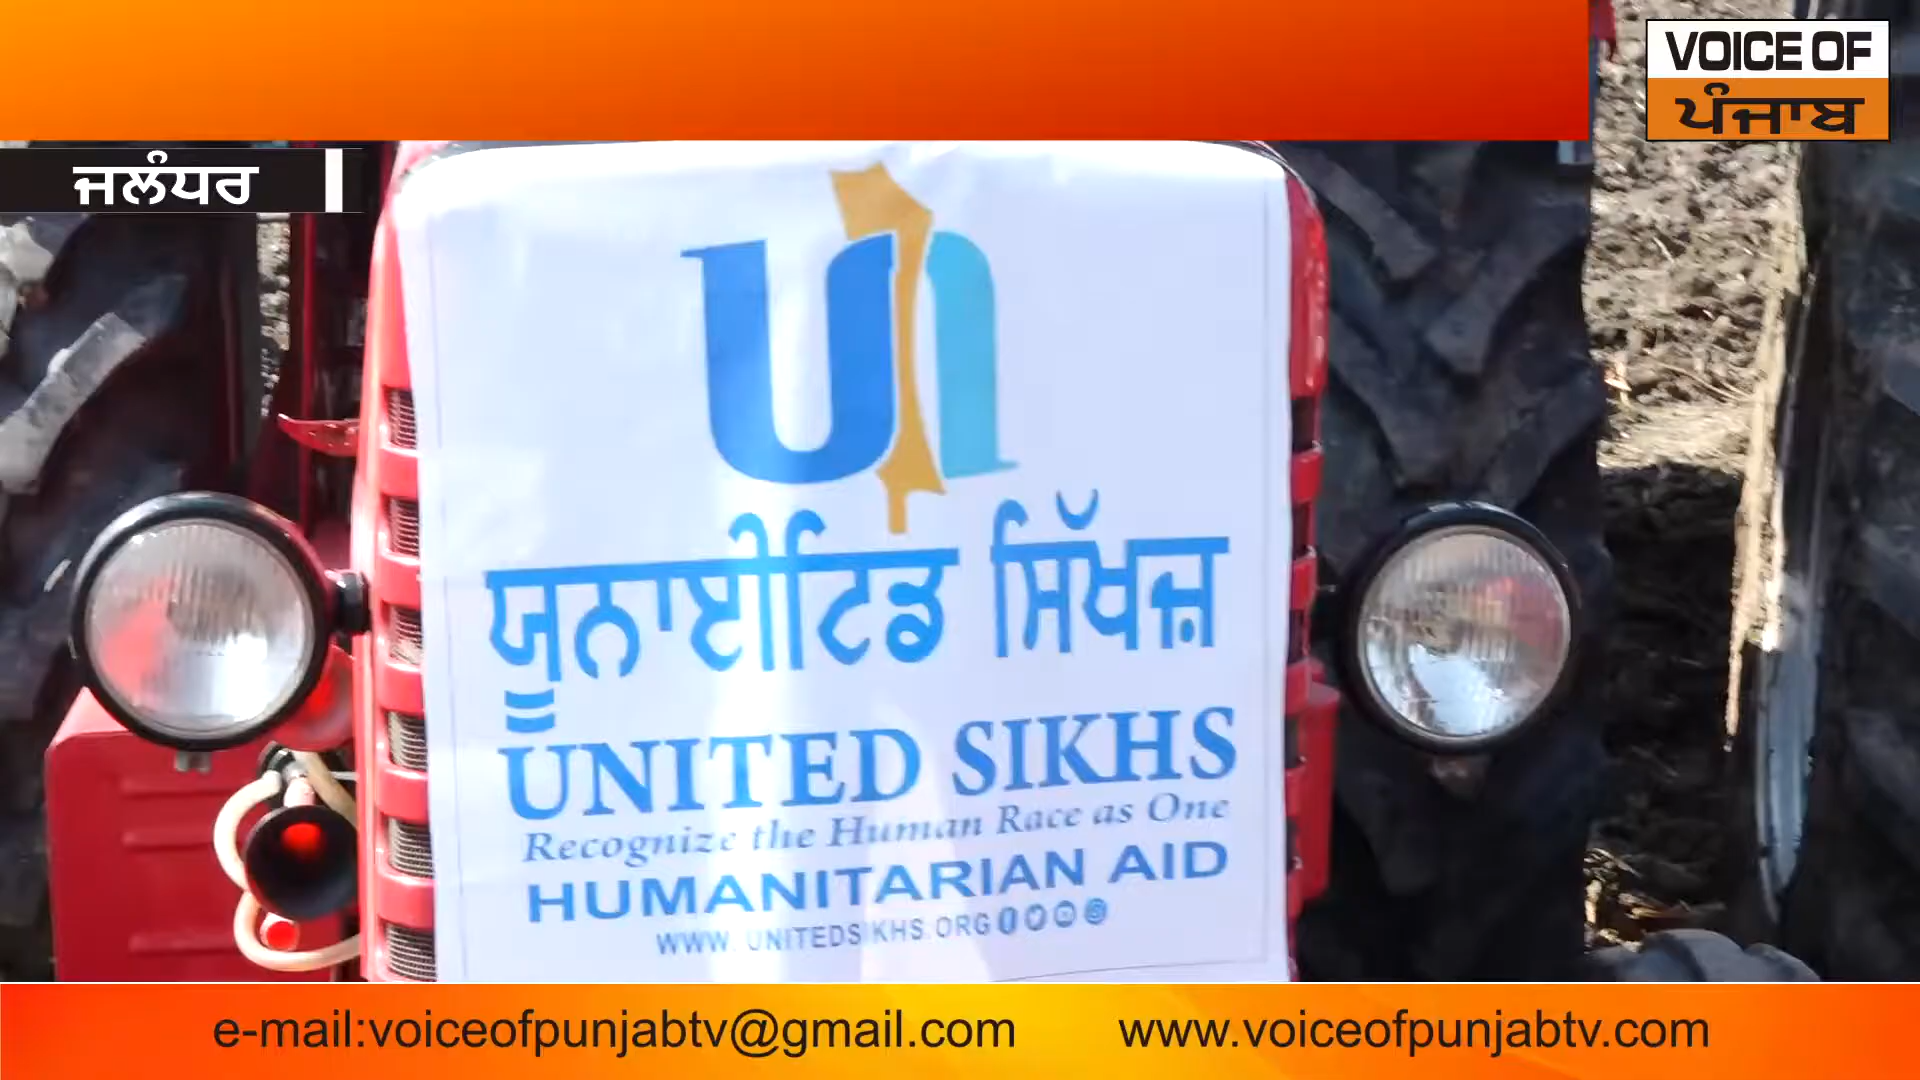 VOICE OF
ਪੰਜਾਬ
ਜਲੰਧਰ
ਯੂਨਾਈਟਿਡ ਸਿੱਖਜ਼
UNITED SIKHS
Recognize the Human Race as One
HUMANITARIAN AID
WWW.UNITEDSIKHS.ORG
e-mail:voiceofpunjabtv@gmail.com www.voiceofpunjabtv.com